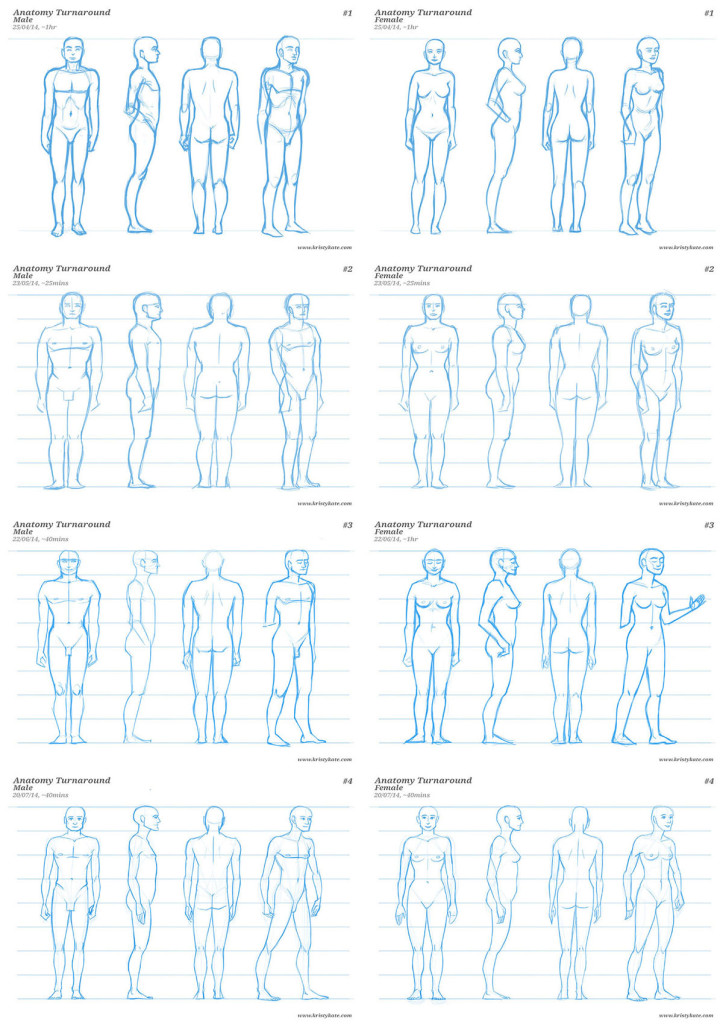 Anatomy Turnaround #1
Male
25/04/14, ~1hr
www.kristykate.com
Anatomy Turnaround #1
Female
25/04/14, ~1hr
www.kristykate.com
Anatomy Turnaround #2
Male
23/05/14, ~25mins
www.kristykate.com
Anatomy Turnaround #2
Female
23/05/14, ~25mins
www.kristykate.com
Anatomy Turnaround #3
Male
22/06/14, ~40mins
www.kristykate.com
Anatomy Turnaround #3
Female
22/06/14, ~1hr
www.kristykate.com
Anatomy Turnaround #4
Male
20/07/14, ~40mins
www.kristykate.com
Anatomy Turnaround #4
Female
20/07/14, ~40mins
www.kristykate.com